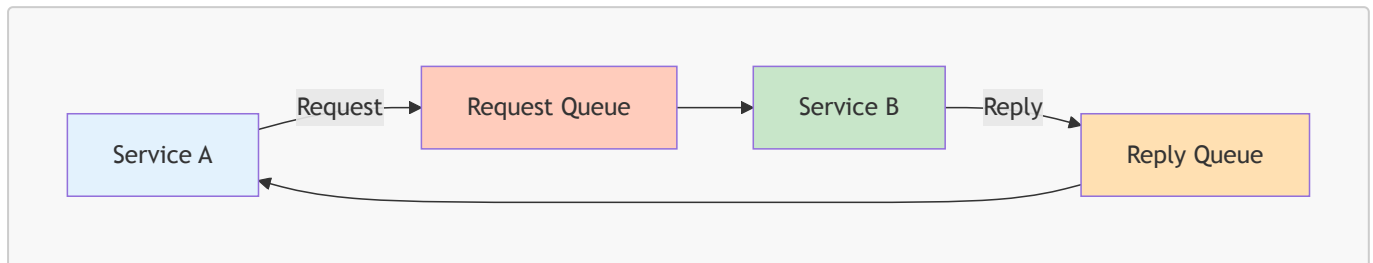 Service A
Request
Request Queue
Service B
Reply
Reply Queue